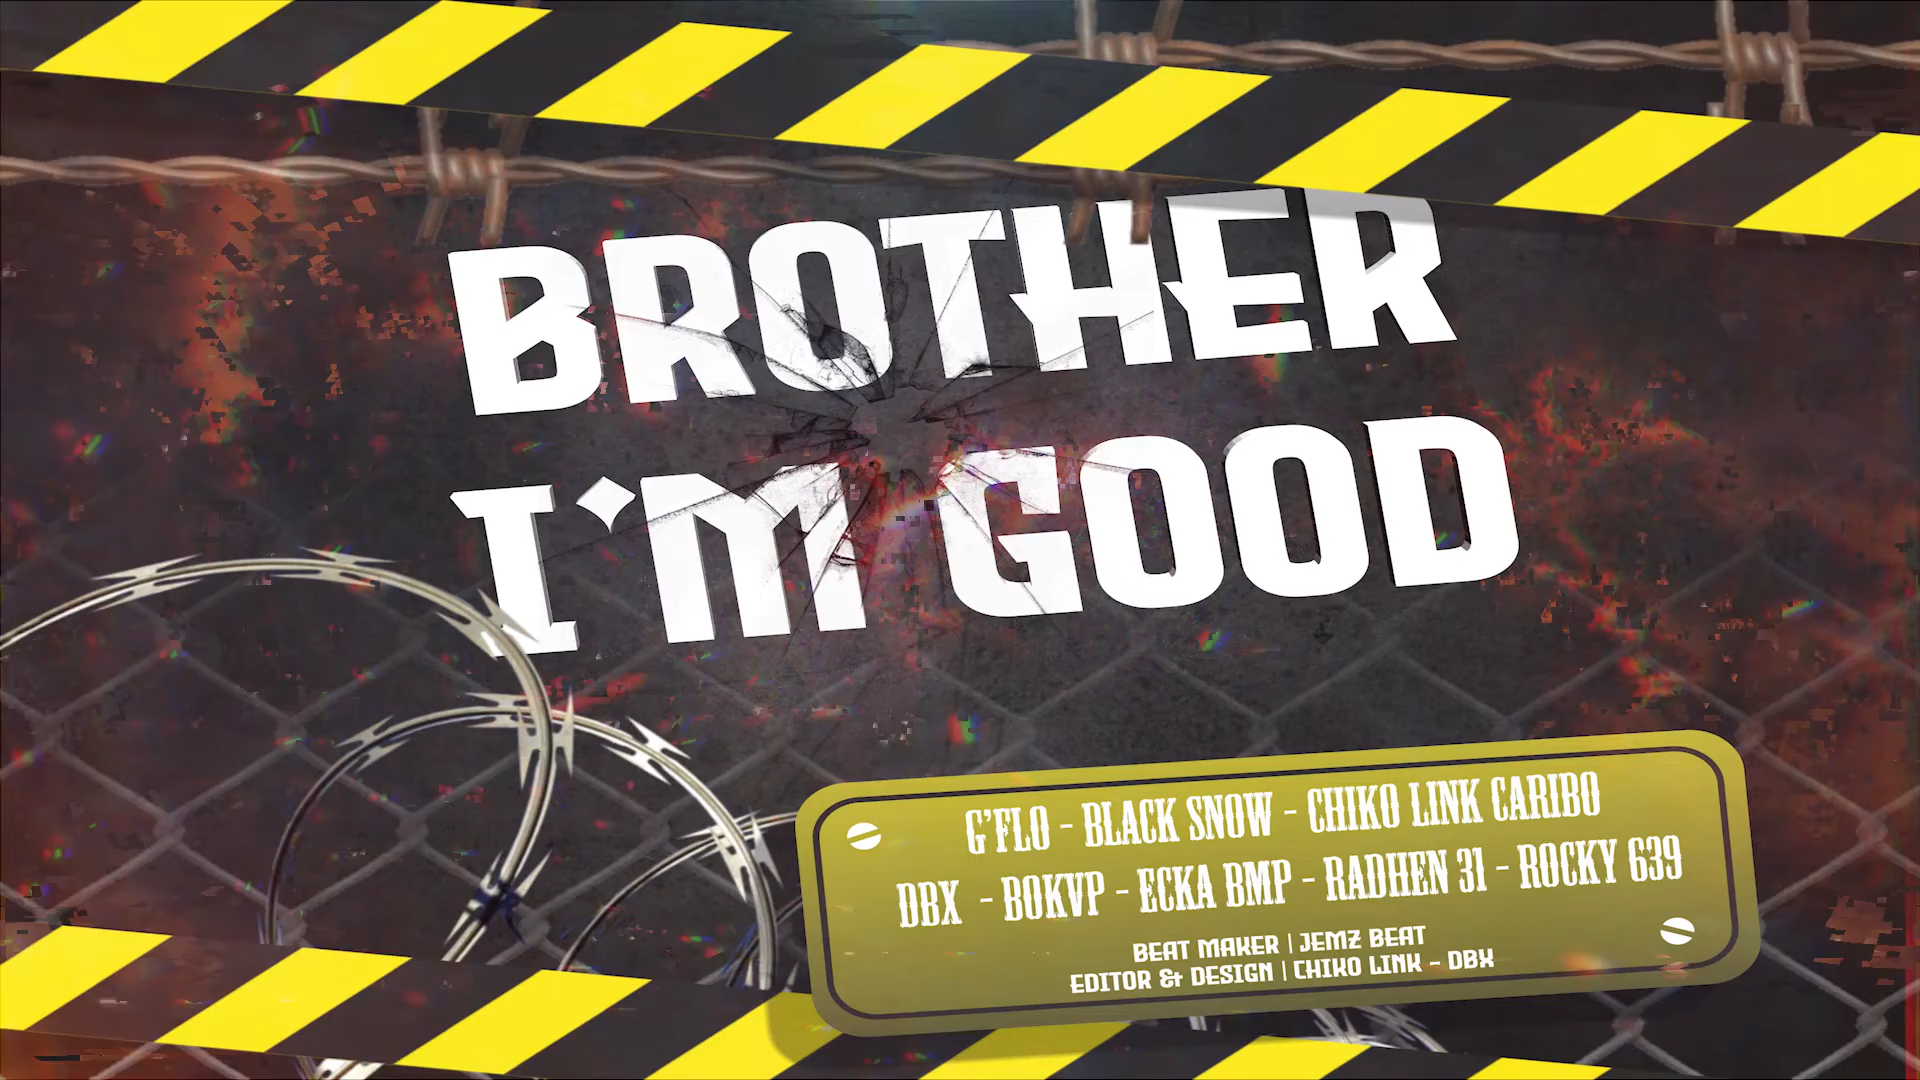 BROTHER
I'M GOOD
G'FLO - BLACK SNOW - CHIKO LINK CARIBO
DBX - BOKVP - ECKA BMP - RADHEN 31 - ROCKY 639
BEAT MAKER | JEMZ BEAT
EDITOR & DESIGN | CHIKO LINK - DBX